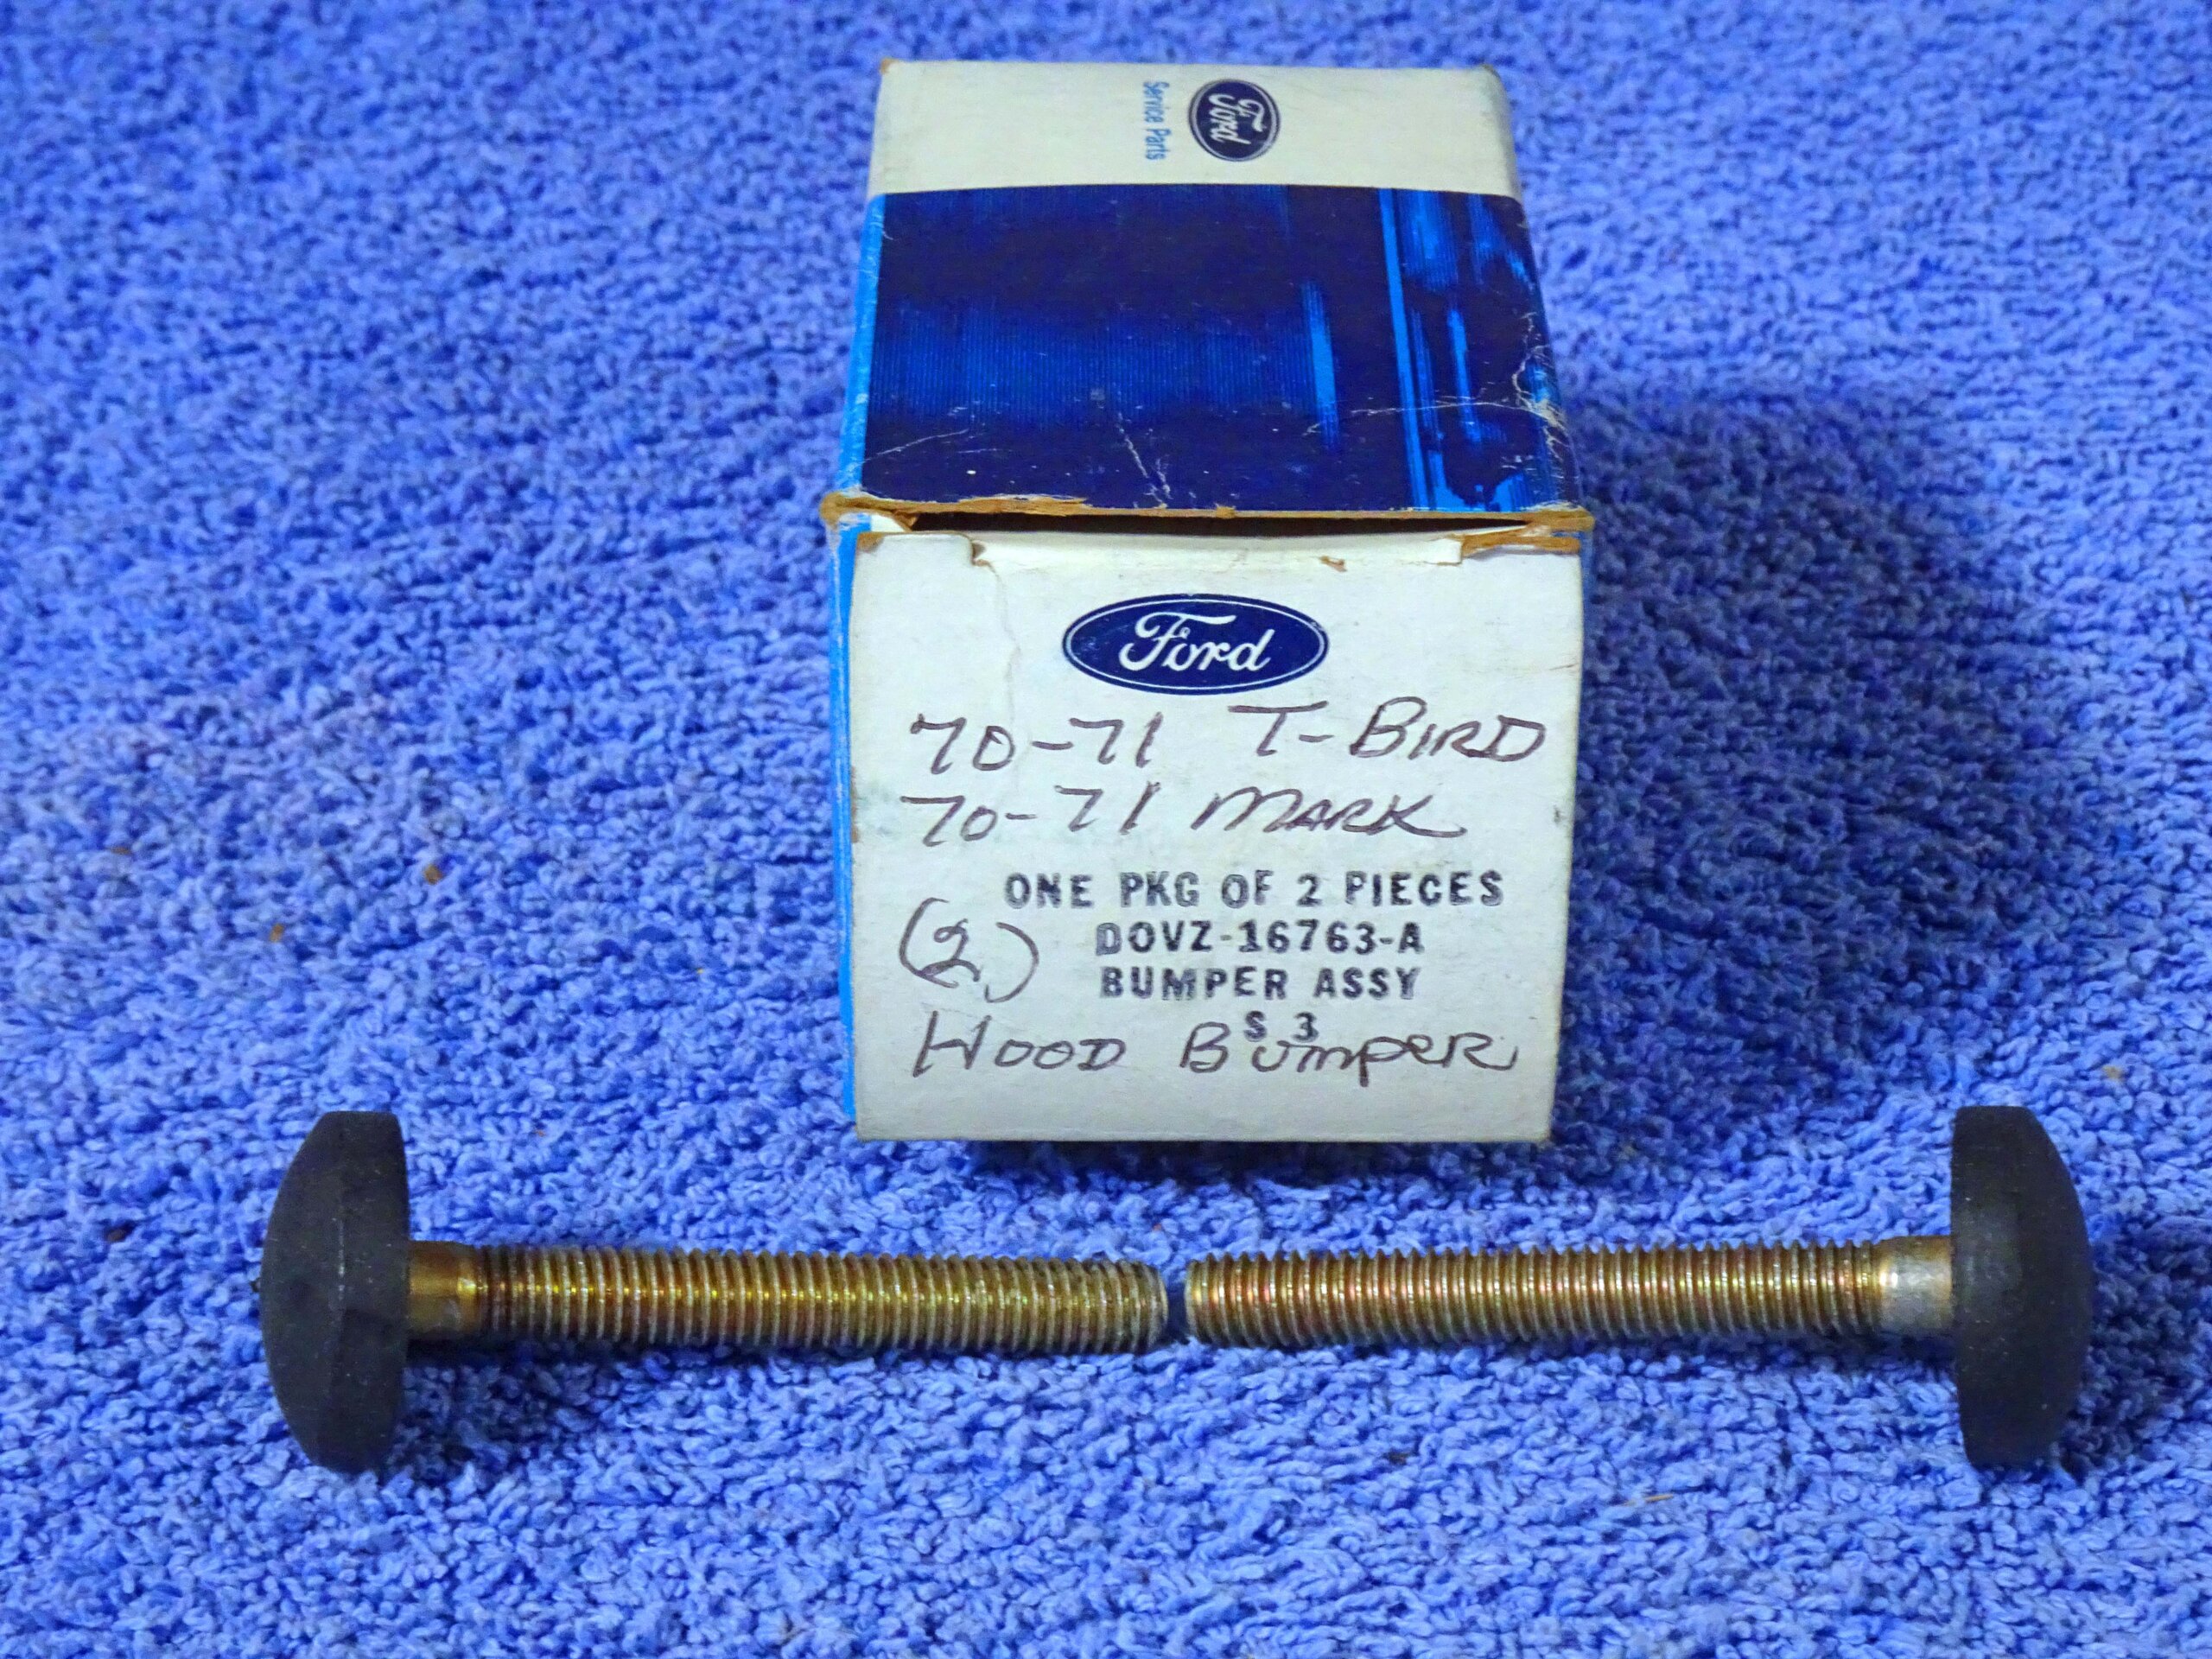 Ford
Service Parts
Ford
70-71 T-BIRD
70-71 MARK
ONE PKG OF 2 PIECES
(2) DOVZ-16763-A
BUMPER ASSY
S 3
HOOD BUMPER